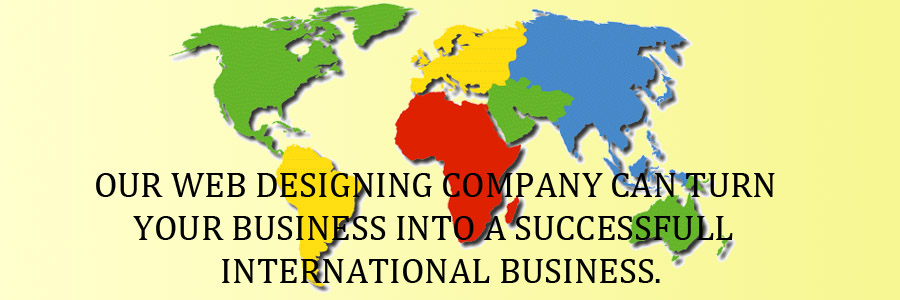 OUR WEB DESIGNING COMPANY CAN TURN
YOUR BUSINESS INTO A SUCCESSFULL
INTERNATIONAL BUSINESS.